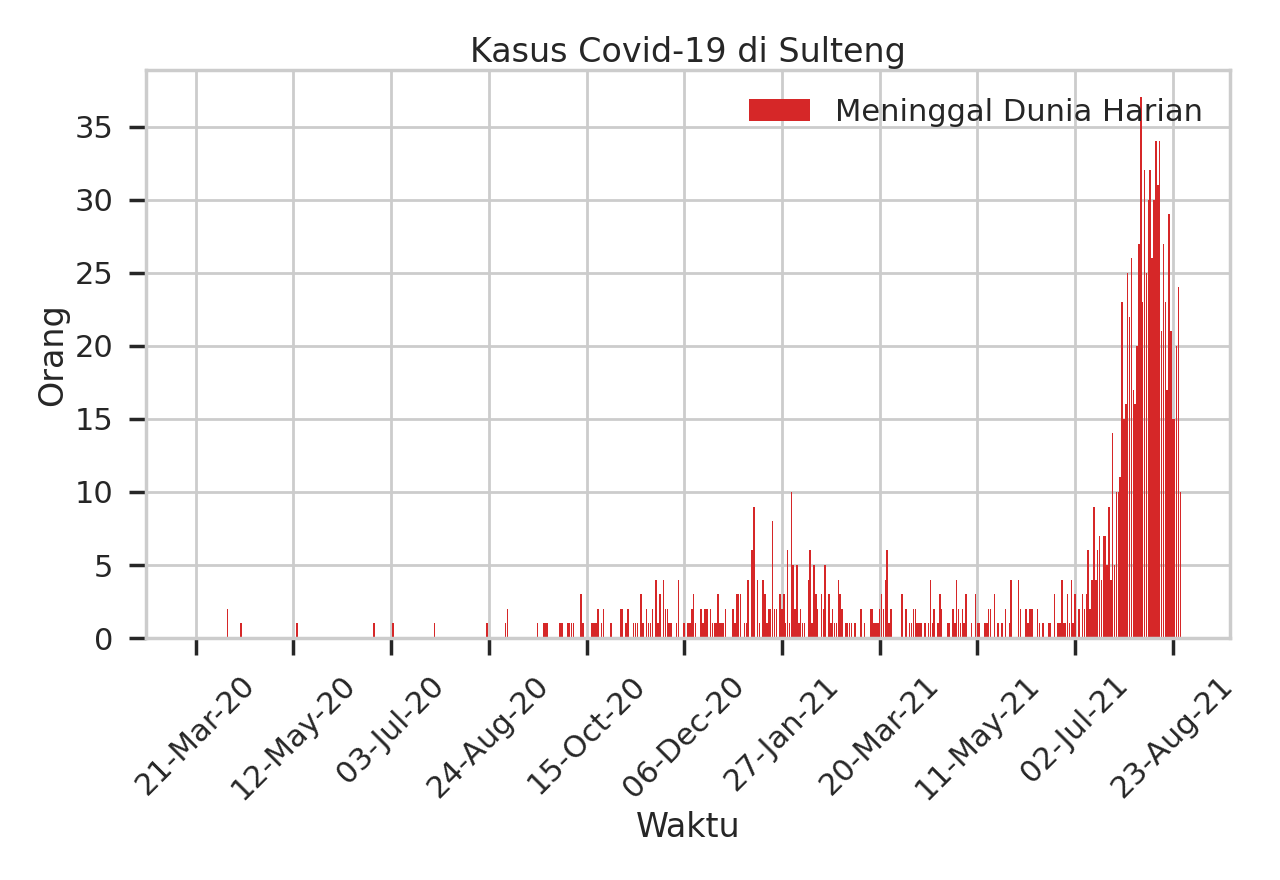 Kasus Covid-19 di Sulteng
Meninggal Dunia Harian
35
30
25
20
15
10
5
0
Orang
21-Mar-20
12-May-20
03-Jul-20
24-Aug-20
15-Oct-20
06-Dec-20
27-Jan-21
20-Mar-21
11-May-21
02-Jul-21
23-Aug-21
Waktu